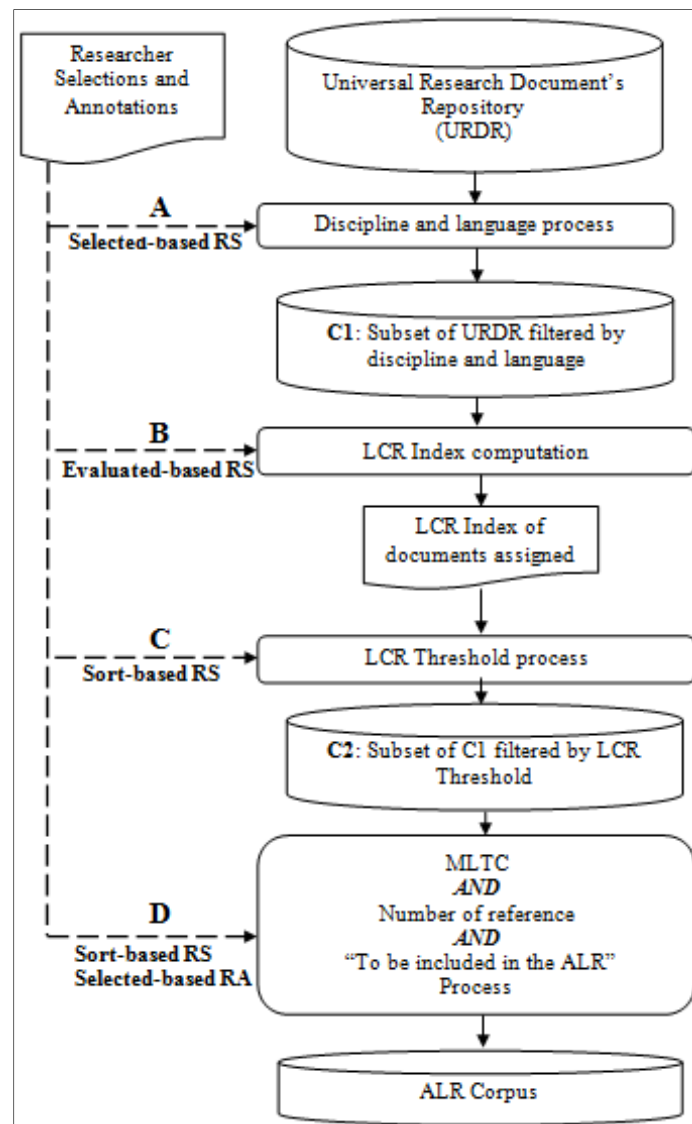 Researcher
Selections and
Annotations
Universal Research Document's
Repository
(URDR)
A
Selected-based RS
Discipline and language process
C1: Subset of URDR filtered by
discipline and language
B
Evaluated-based RS
LCR Index computation
LCR Index of
documents assigned
C
Sort-based RS
LCR Threshold process
C2: Subset of C1 filtered by LCR
Threshold
MLTC
AND
Number of reference
AND
“To be included in the ALR”
Process
D
Sort-based RS
Selected-based RA
ALR Corpus